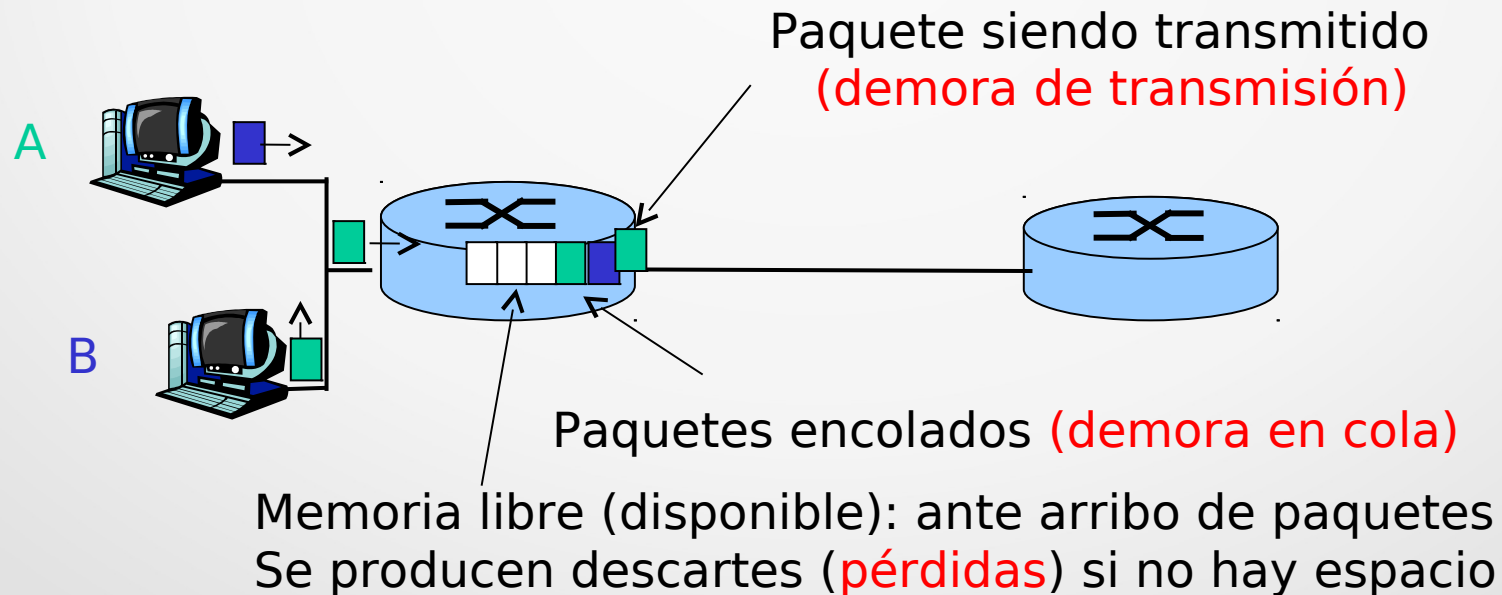 Paquete siendo transmitido
(demora de transmisión)
A
B
Paquetes encolados (demora en cola)
Memoria libre (disponible): ante arribo de paquetes
Se producen descartes (pérdidas) si no hay espacio